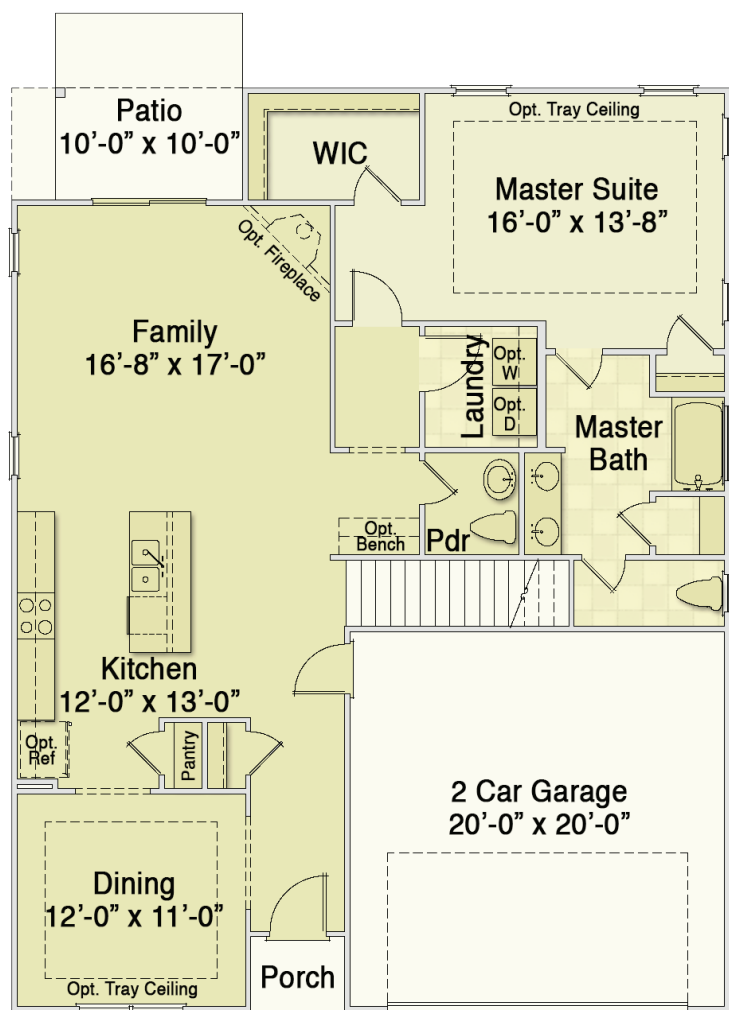 Patio
10’-0” x 10’-0”
WIC
Opt. Tray Ceiling
Master Suite
16’-0” x 13’-8”
Opt. Fireplace
Family
16’-8” x 17’-0”
Laundry
Opt.
W
Opt.
D
Master
Bath
Opt.
Bench
Pdr
Kitchen
12’-0” x 13’-0”
Opt.
Ref
Pantry
2 Car Garage
20’-0” x 20’-0”
Dining
12’-0” x 11’-0”
Opt. Tray Ceiling
Porch